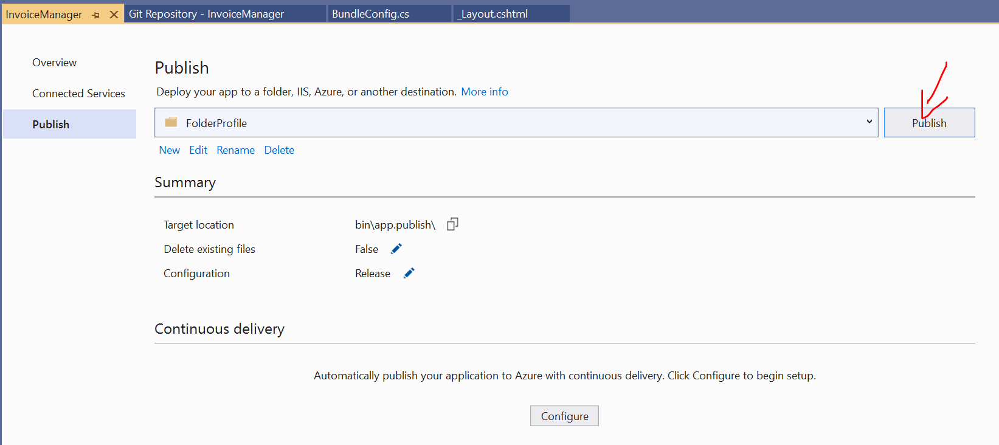 InvoiceManager
Git Repository - InvoiceManager
BundleConfig.cs
_Layout.cshtml
Overview
Connected Services
Publish
Publish
Deploy your app to a folder, IIS, Azure, or another destination. More info
FolderProfile
Publish
New Edit Rename Delete
Summary
Target location bin\app.publish\
Delete existing files False
Configuration Release
Continuous delivery
Automatically publish your application to Azure with continuous delivery. Click Configure to begin setup.
Configure